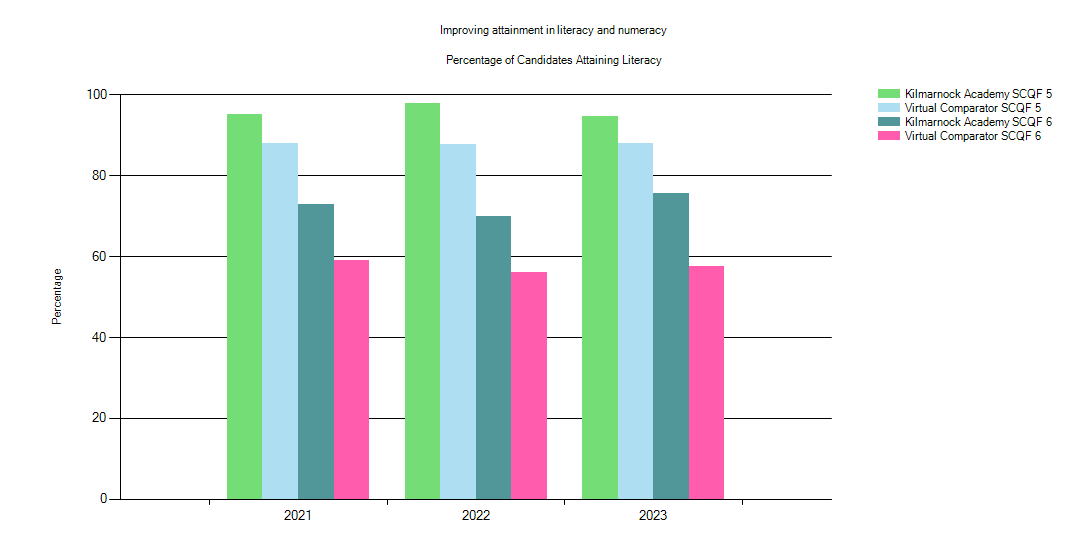 Improving attainment in literacy and numeracy
Percentage of Candidates Attaining Literacy
100
80
60
40
20
0
Percentage
2021
2022
2023
Kilmarnock Academy SCQF 5
Virtual Comparator SCQF 5
Kilmarnock Academy SCQF 6
Virtual Comparator SCQF 6